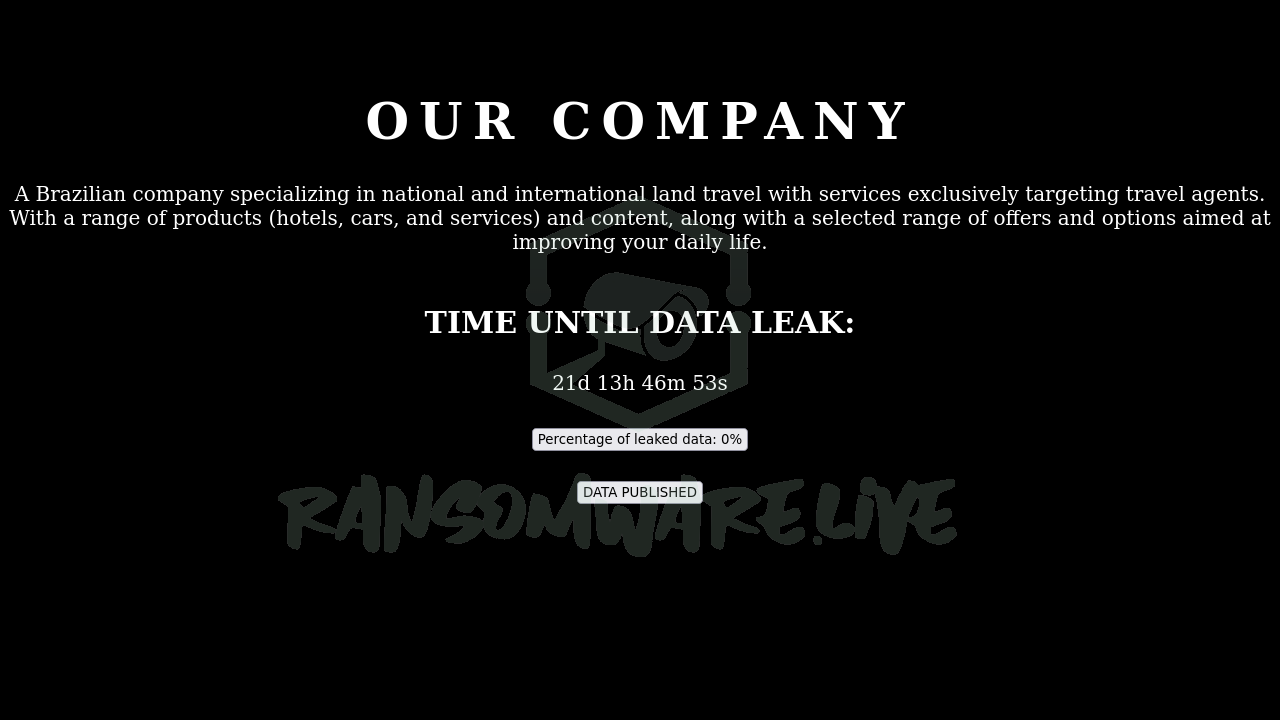 OUR COMPANY
A Brazilian company specializing in national and international land travel with services exclusively targeting travel agents.
With a range of products (hotels, cars, and services) and content, along with a selected range of offers and options aimed at
improving your daily life.
TIME UNTIL DATA LEAK:
21d 13h 46m 53s
Percentage of leaked data: 0%
DATA PUBLISHED
RANSOMWARE.LIVE